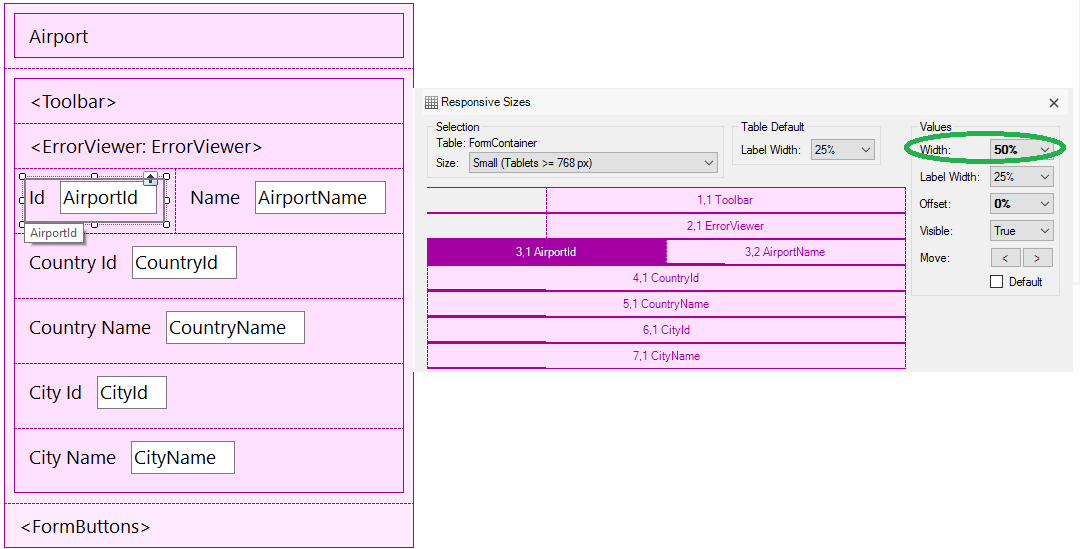 Airport
<Toolbar>
<ErrorViewer: ErrorViewer>
Id AirportId Name AirportName
AirportId
Country Id CountryId
Country Name CountryName
City Id CityId
City Name CityName
<FormButtons>
Responsive Sizes
Selection
Table: FormContainer
Size: Small (Tablets >= 768 px)
Table Default
Label Width: 25%
Values
Width: 50%
Label Width: 25%
Offset: 0%
Visible: True
Move: < >
Default
1,1 Toolbar
2,1 ErrorViewer
3,1 AirportId 3,2 AirportName
4,1 CountryId
5,1 CountryName
6,1 CityId
7,1 CityName